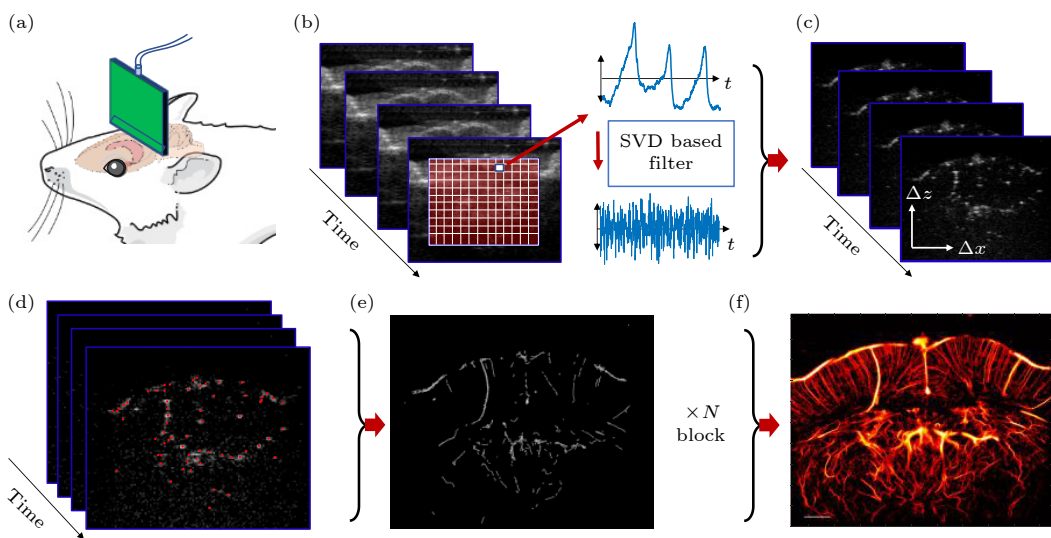 (a)
(b)
t
SVD based
filter
t
Time
(c)
Δz
Δx
Time
(d)
Time
(e)
×N
block
(f)